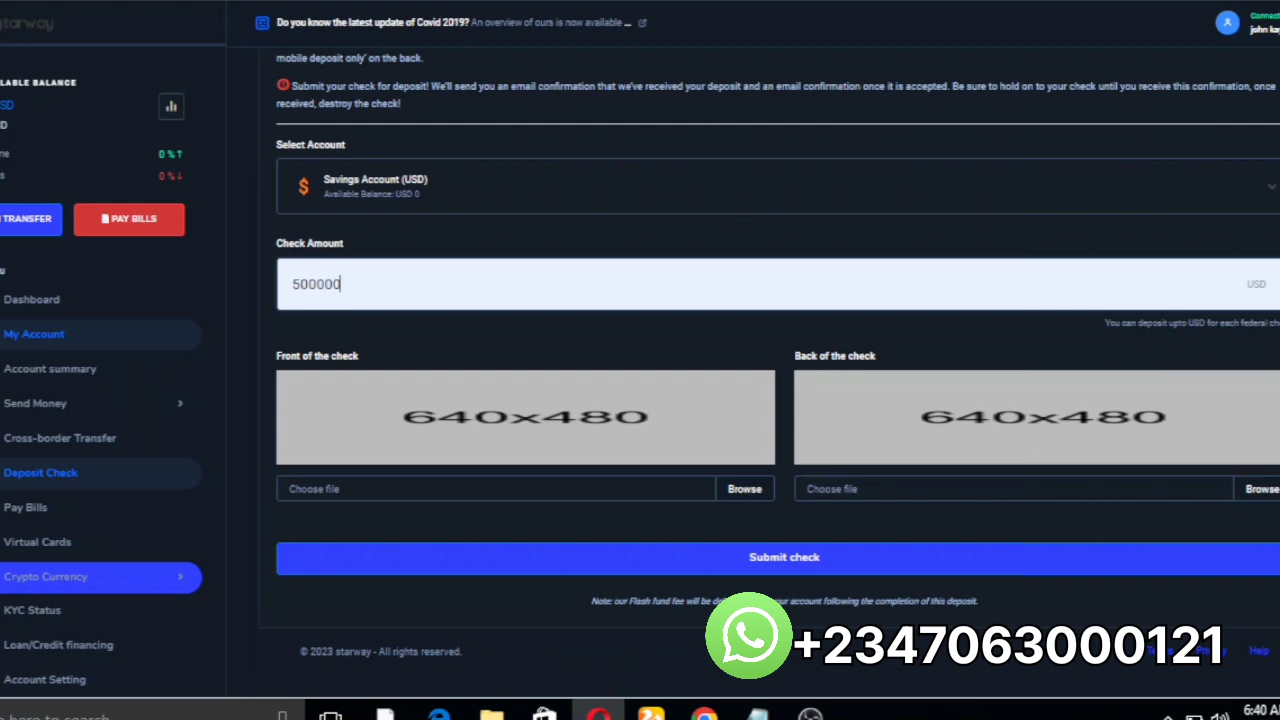 starway
Do you know the latest update of Covid 2019? An overview of ours is now available ...
john
mobile deposit only' on the back.
Submit your check for deposit! We'll send you an email confirmation that we've received your deposit and an email confirmation once it is accepted. Be sure to hold on to your check until you receive this confirmation, once
received, destroy the check!
LABLE BALANCE
SD
D
ne 0 % ↑
s 0 % ↓
TRANSFER
PAY BILLS
u
Dashboard
My Account
Account summary
Send Money
Cross-border Transfer
Deposit Check
Pay Bills
Virtual Cards
Crypto Currency
KYC Status
Loan/Credit financing
Account Setting
Select Account
$ Savings Account (USD)
Available Balance: USD 0
Check Amount
500000 USD
You can deposit upto USD for each federal
Front of the check
Back of the check
640x480
640x480
Choose file Browse
Choose file Browse
Submit check
Note: our Flash fund fee will be account following the completion of this deposit.
© 2023 starway - All rights reserved.
+2347063000121
Help
6:40